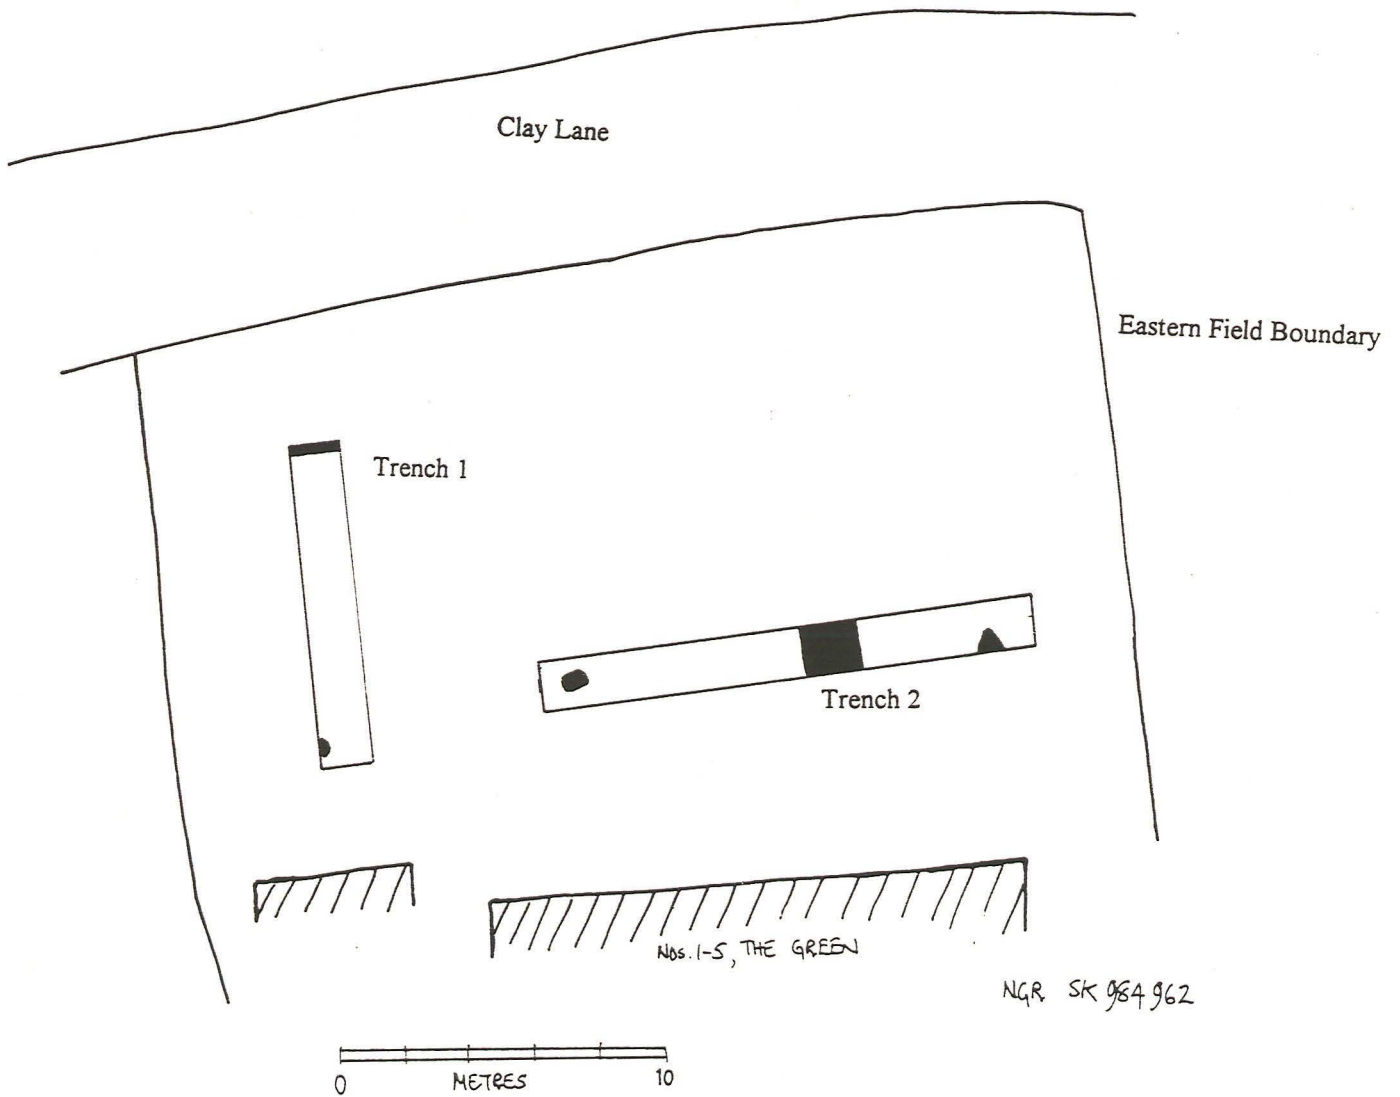 Clay Lane
Eastern Field Boundary
Trench 1
Trench 2
Nos. 1-5, THE GREEN
NGR SK 984 962
0 METRES 10